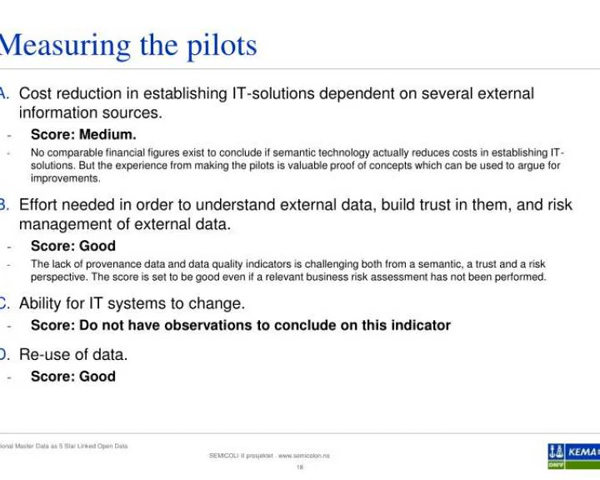 Measuring the pilots
A. Cost reduction in establishing IT-solutions dependent on several external
information sources.
- Score: Medium.
- No comparable financial figures exist to conclude if semantic technology actually reduces costs in establishing IT-
solutions. But the experience from making the pilots is valuable proof of concepts which can be used to argue for
improvements.
B. Effort needed in order to understand external data, build trust in them, and risk
management of external data.
- Score: Good
- The lack of provenance data and data quality indicators is challenging both from a semantic, a trust and a risk
perspective. The score is set to be good even if a relevant business risk assessment has not been performed.
C. Ability for IT systems to change.
- Score: Do not have observations to conclude on this indicator
D. Re-use of data.
- Score: Good
ional Master Data as 5 Star Linked Open Data
SEMICOLI II prosjektet . www.semicolon.no
18
KEMA
DNV